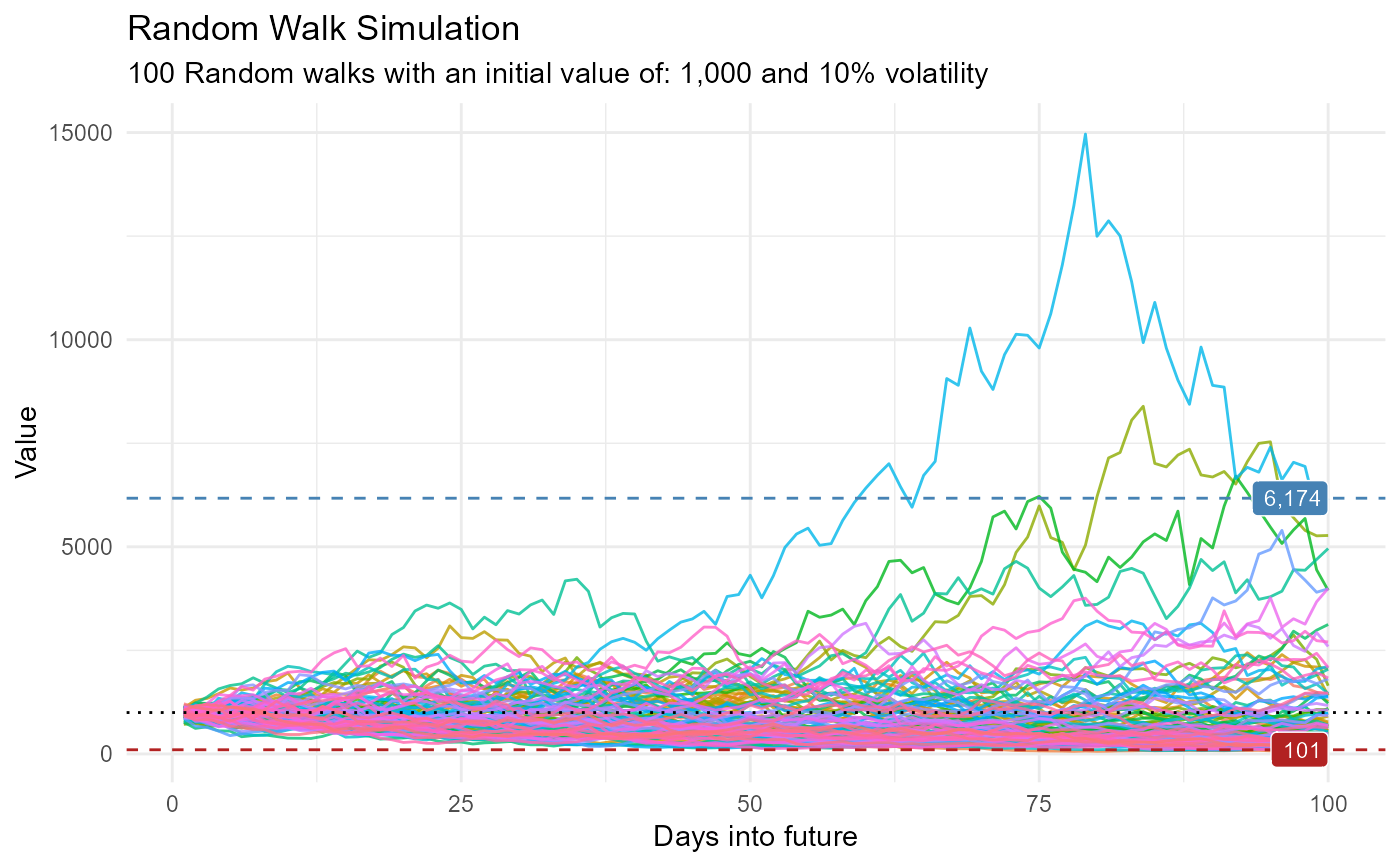 Random Walk Simulation
100 Random walks with an initial value of: 1,000 and 10% volatility
15000
10000
5000
0
Value
6,174
101
0
25
50
75
100
Days into future